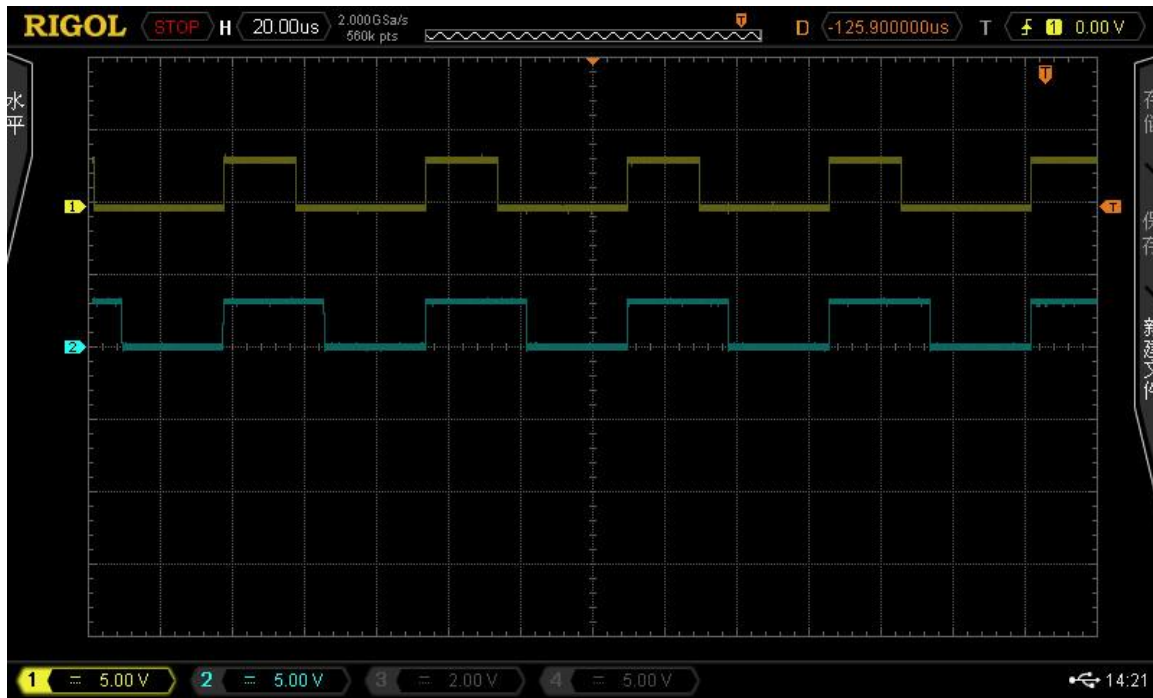 RIGOL STOP H 20.00us 2.000GSa/s D -125.900000us T 1 0.00 V
560k pts
T
T
水平
存储
1
T
保存
2
新建文件
1 = 5.00 V 2 = 5.00 V 3 = 2.00 V 4 = 5.00 V 14:21